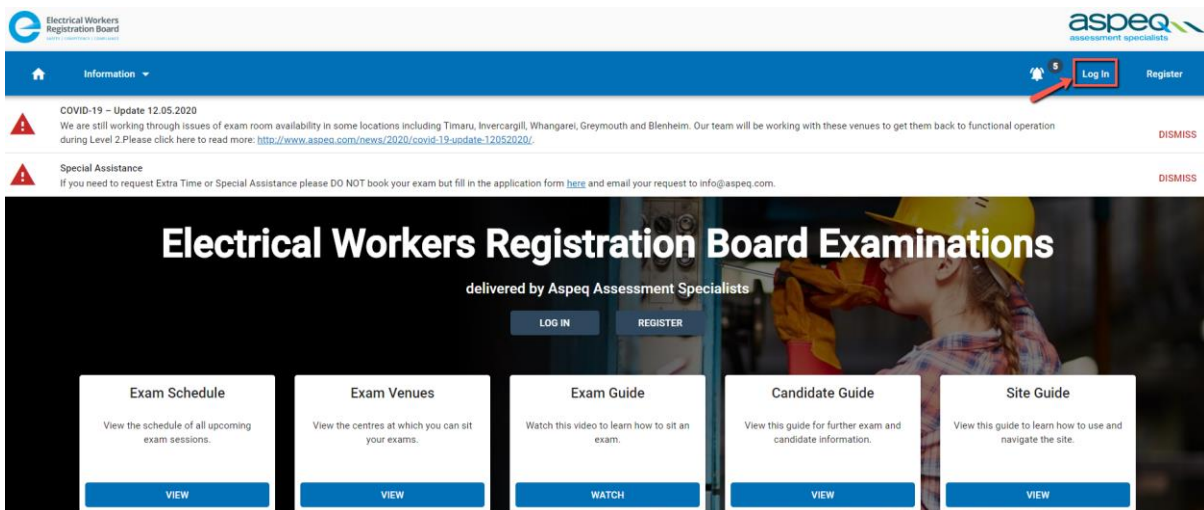 Electrical Workers
Registration Board
SAFETY | COMPETENCY | COMPLIANCE
aspeq
assessment specialists
Information
5
Log In
Register
COVID-19 – Update 12.05.2020
We are still working through issues of exam room availability in some locations including Timaru, Invercargill, Whangarei, Greymouth and Blenheim. Our team will be working with these venues to get them back to functional operation
during Level 2.Please click here to read more: http://www.aspeq.com/news/2020/covid-19-update-12052020/.
DISMISS
Special Assistance
If you need to request Extra Time or Special Assistance please DO NOT book your exam but fill in the application form here and email your request to info@aspeq.com.
DISMISS
Electrical Workers Registration Board Examinations
delivered by Aspeq Assessment Specialists
LOG IN
REGISTER
Exam Schedule
View the schedule of all upcoming
exam sessions.
VIEW
Exam Venues
View the centres at which you can sit
your exams.
VIEW
Exam Guide
Watch this video to learn how to sit an
exam.
WATCH
Candidate Guide
View this guide for further exam and
candidate information.
VIEW
Site Guide
View this guide to learn how to use and
navigate the site.
VIEW